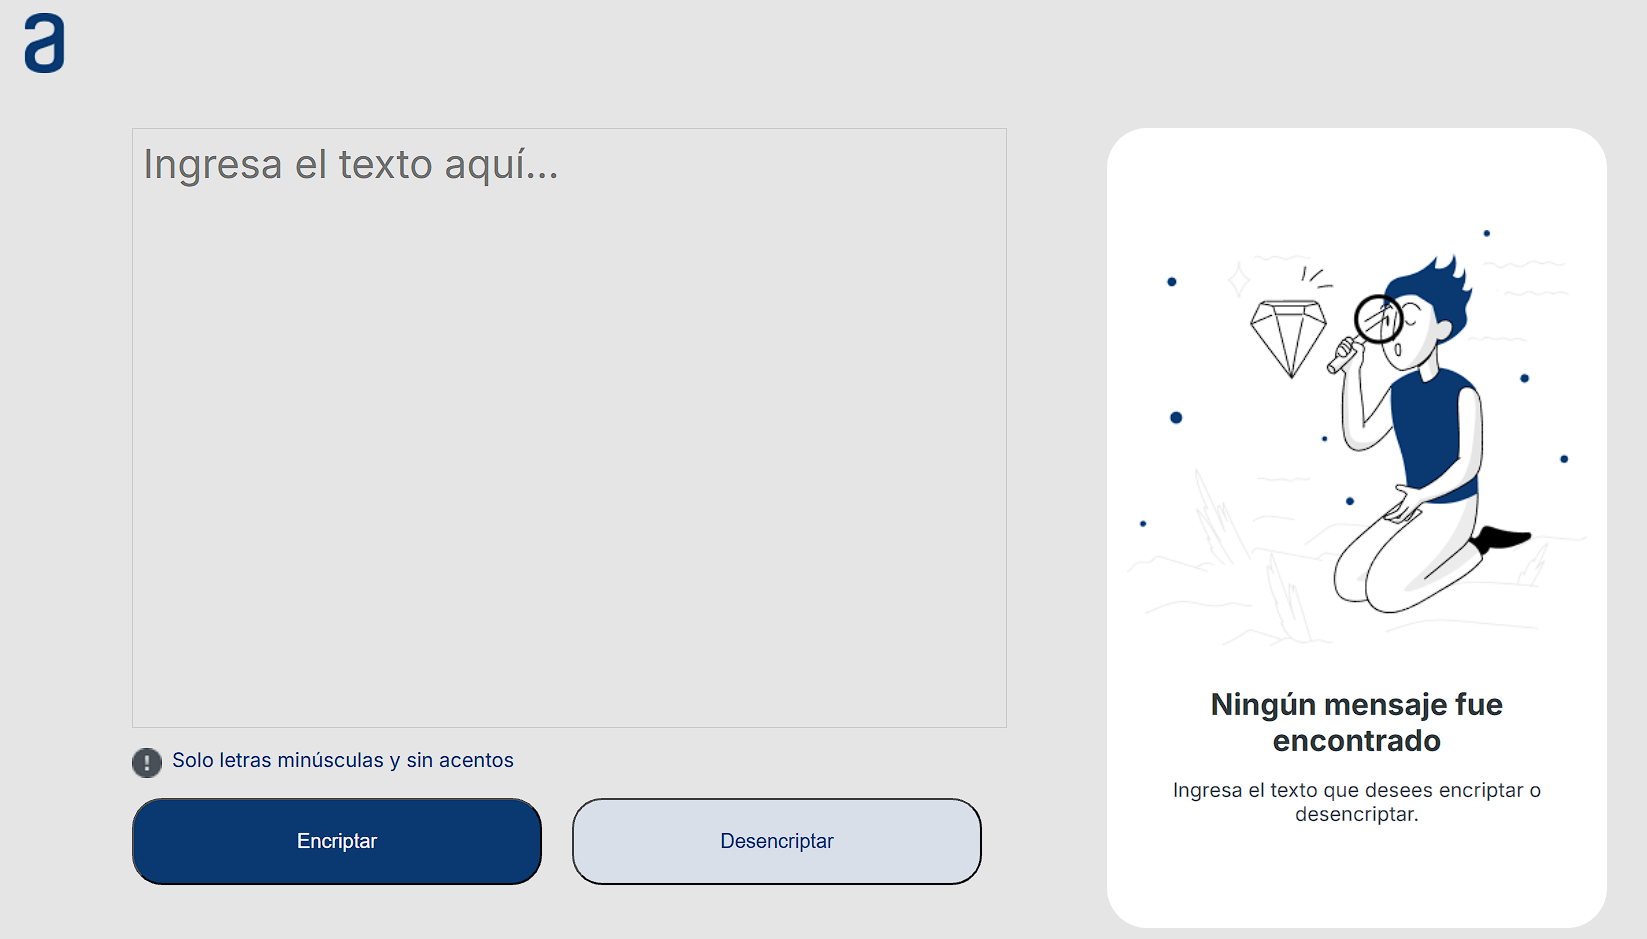 a
Ingresa el texto aquí...
Solo letras minúsculas y sin acentos
Encriptar
Desencriptar
Ningún mensaje fue
encontrado
Ingresa el texto que desees encriptar o
desencriptar.